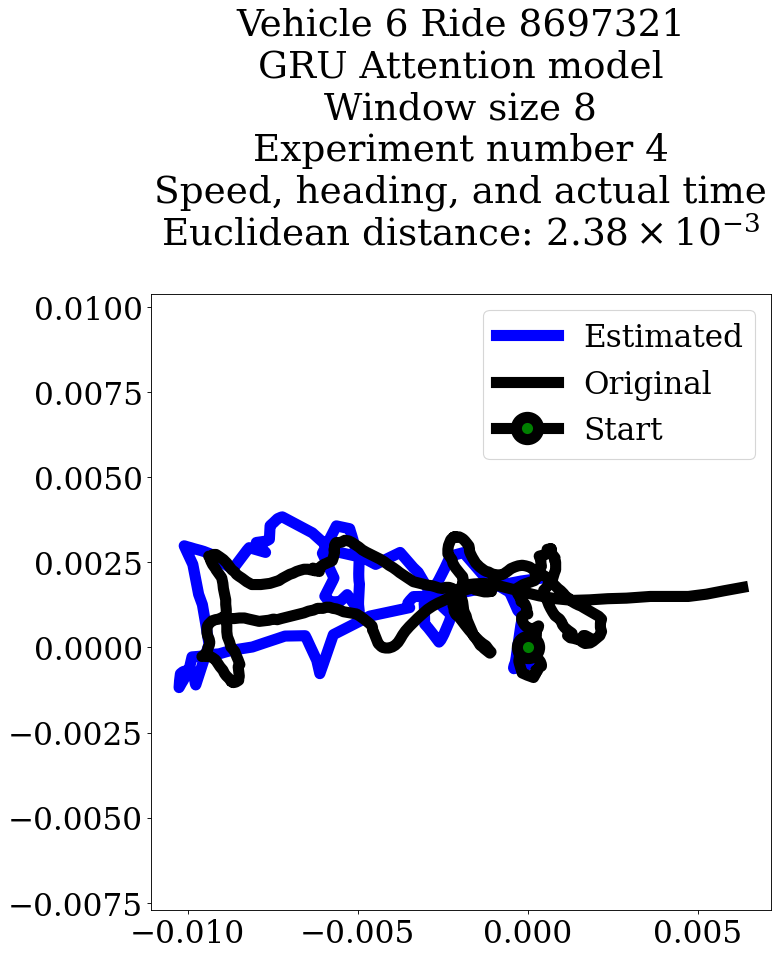 Vehicle 6 Ride 8697321
GRU Attention model
Window size 8
Experiment number 4
Speed, heading, and actual time
Euclidean distance: 2.38 × 10⁻³
Estimated
Original
Start
0.0100
0.0075
0.0050
0.0025
0.0000
−0.0025
−0.0050
−0.0075
−0.010 −0.005 0.000 0.005